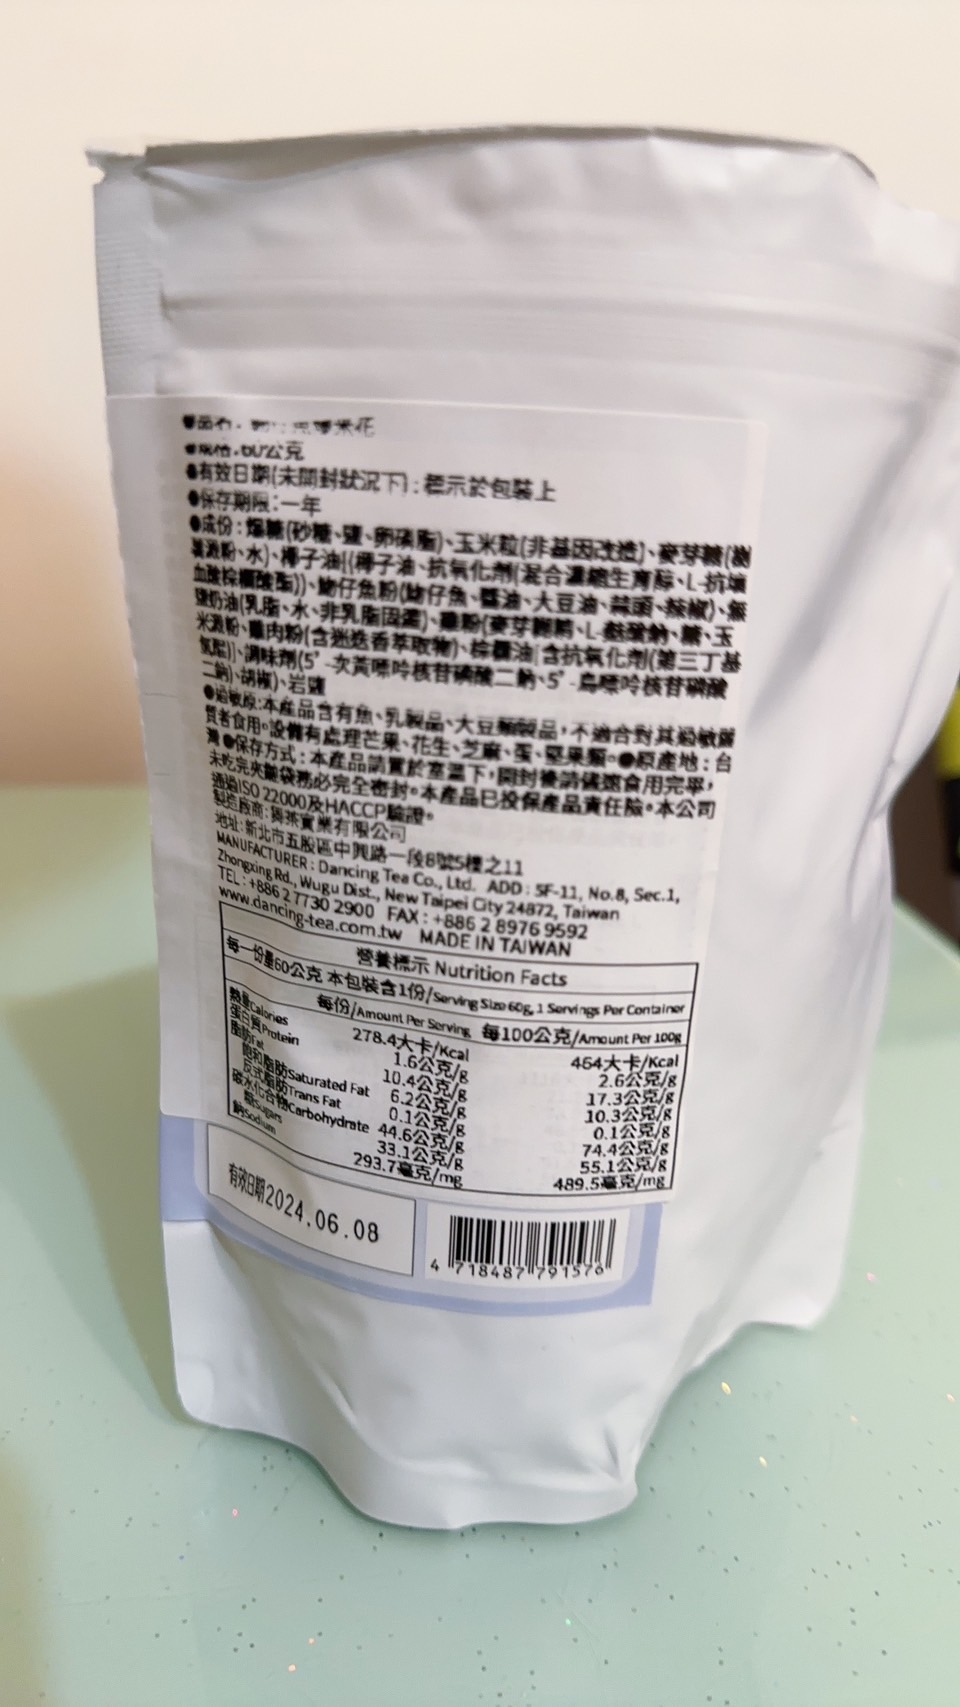 米花
60公克
●有效日期(未開封狀況下):標示於包裝上
●保存期限:一年
●成份:爆糖(砂糖、鹽、卵磷脂)、玉米粒(非基因改造)、麥芽糖(樹
薯澱粉、水)、椰子油((椰子油、抗氧化劑(混合濃縮生育醇、L-抗壞
血酸棕櫚酸酯))、魩仔魚粉(魩仔魚、醬油、大豆油、蒜頭、辣椒)、無
鹽奶油(乳脂、水、非乳脂固
米澱粉、雞肉粉(含迷迭香萃取物)、棕櫚油(含抗氧化劑(第三丁基
氫醌))、調味劑(5'-次黃嘌呤核苷磷酸二鈉、5'-鳥嘌呤核苷磷酸
二鈉)、胡椒)、岩鹽
●過敏原:本產品含有魚、乳製品、大豆類製品,不適合對其過敏體
質者食用。設備有處理芒果、花生、芝麻、蛋、堅果類。●原產地:台
灣 ●保存方式:本產品請置於室溫下,開封後請儘速食用完畢,
未吃完夾鏈袋務必完全密封。本產品已投保產品責任險。本公司
通過ISO 22000及HACCP驗證。
製造廠商:舞茶實業有限公司
地址:新北市五股區中興路一段8號5樓之11
MANUFACTURER: Dancing Tea Co., Ltd. ADD: 5F-11, No.8, Sec.1,
Zhongxing Rd., Wugu Dist., New Taipei City 24872, Taiwan
TEL: +886 2 7730 2900 FAX: +886 2 8976 9592
www.dancing-tea.com.tw MADE IN TAIWAN
營養標示 Nutrition Facts
每一份量60公克 本包裝含1份/Serving Size 60g, 1 Servings Per Container
每份/Amount Per Serving 每100公克/Amount Per 100g
熱量Calories 278.4大卡/Kcal 464大卡/Kcal
蛋白質Protein 1.6公克/g 2.6公克/g
脂肪Fat 10.4公克/g 17.3公克/g
飽和脂肪Saturated Fat 6.2公克/g 10.3公克/g
反式脂肪Trans Fat 0.1公克/g 0.1公克/g
碳水化合物Carbohydrate 44.6公克/g 74.4公克/g
糖Sugars 33.1公克/g 55.1公克/g
鈉Sodium 293.7毫克/mg 489.5毫克/mg
有效日期2024.06.08
4 718487 791576